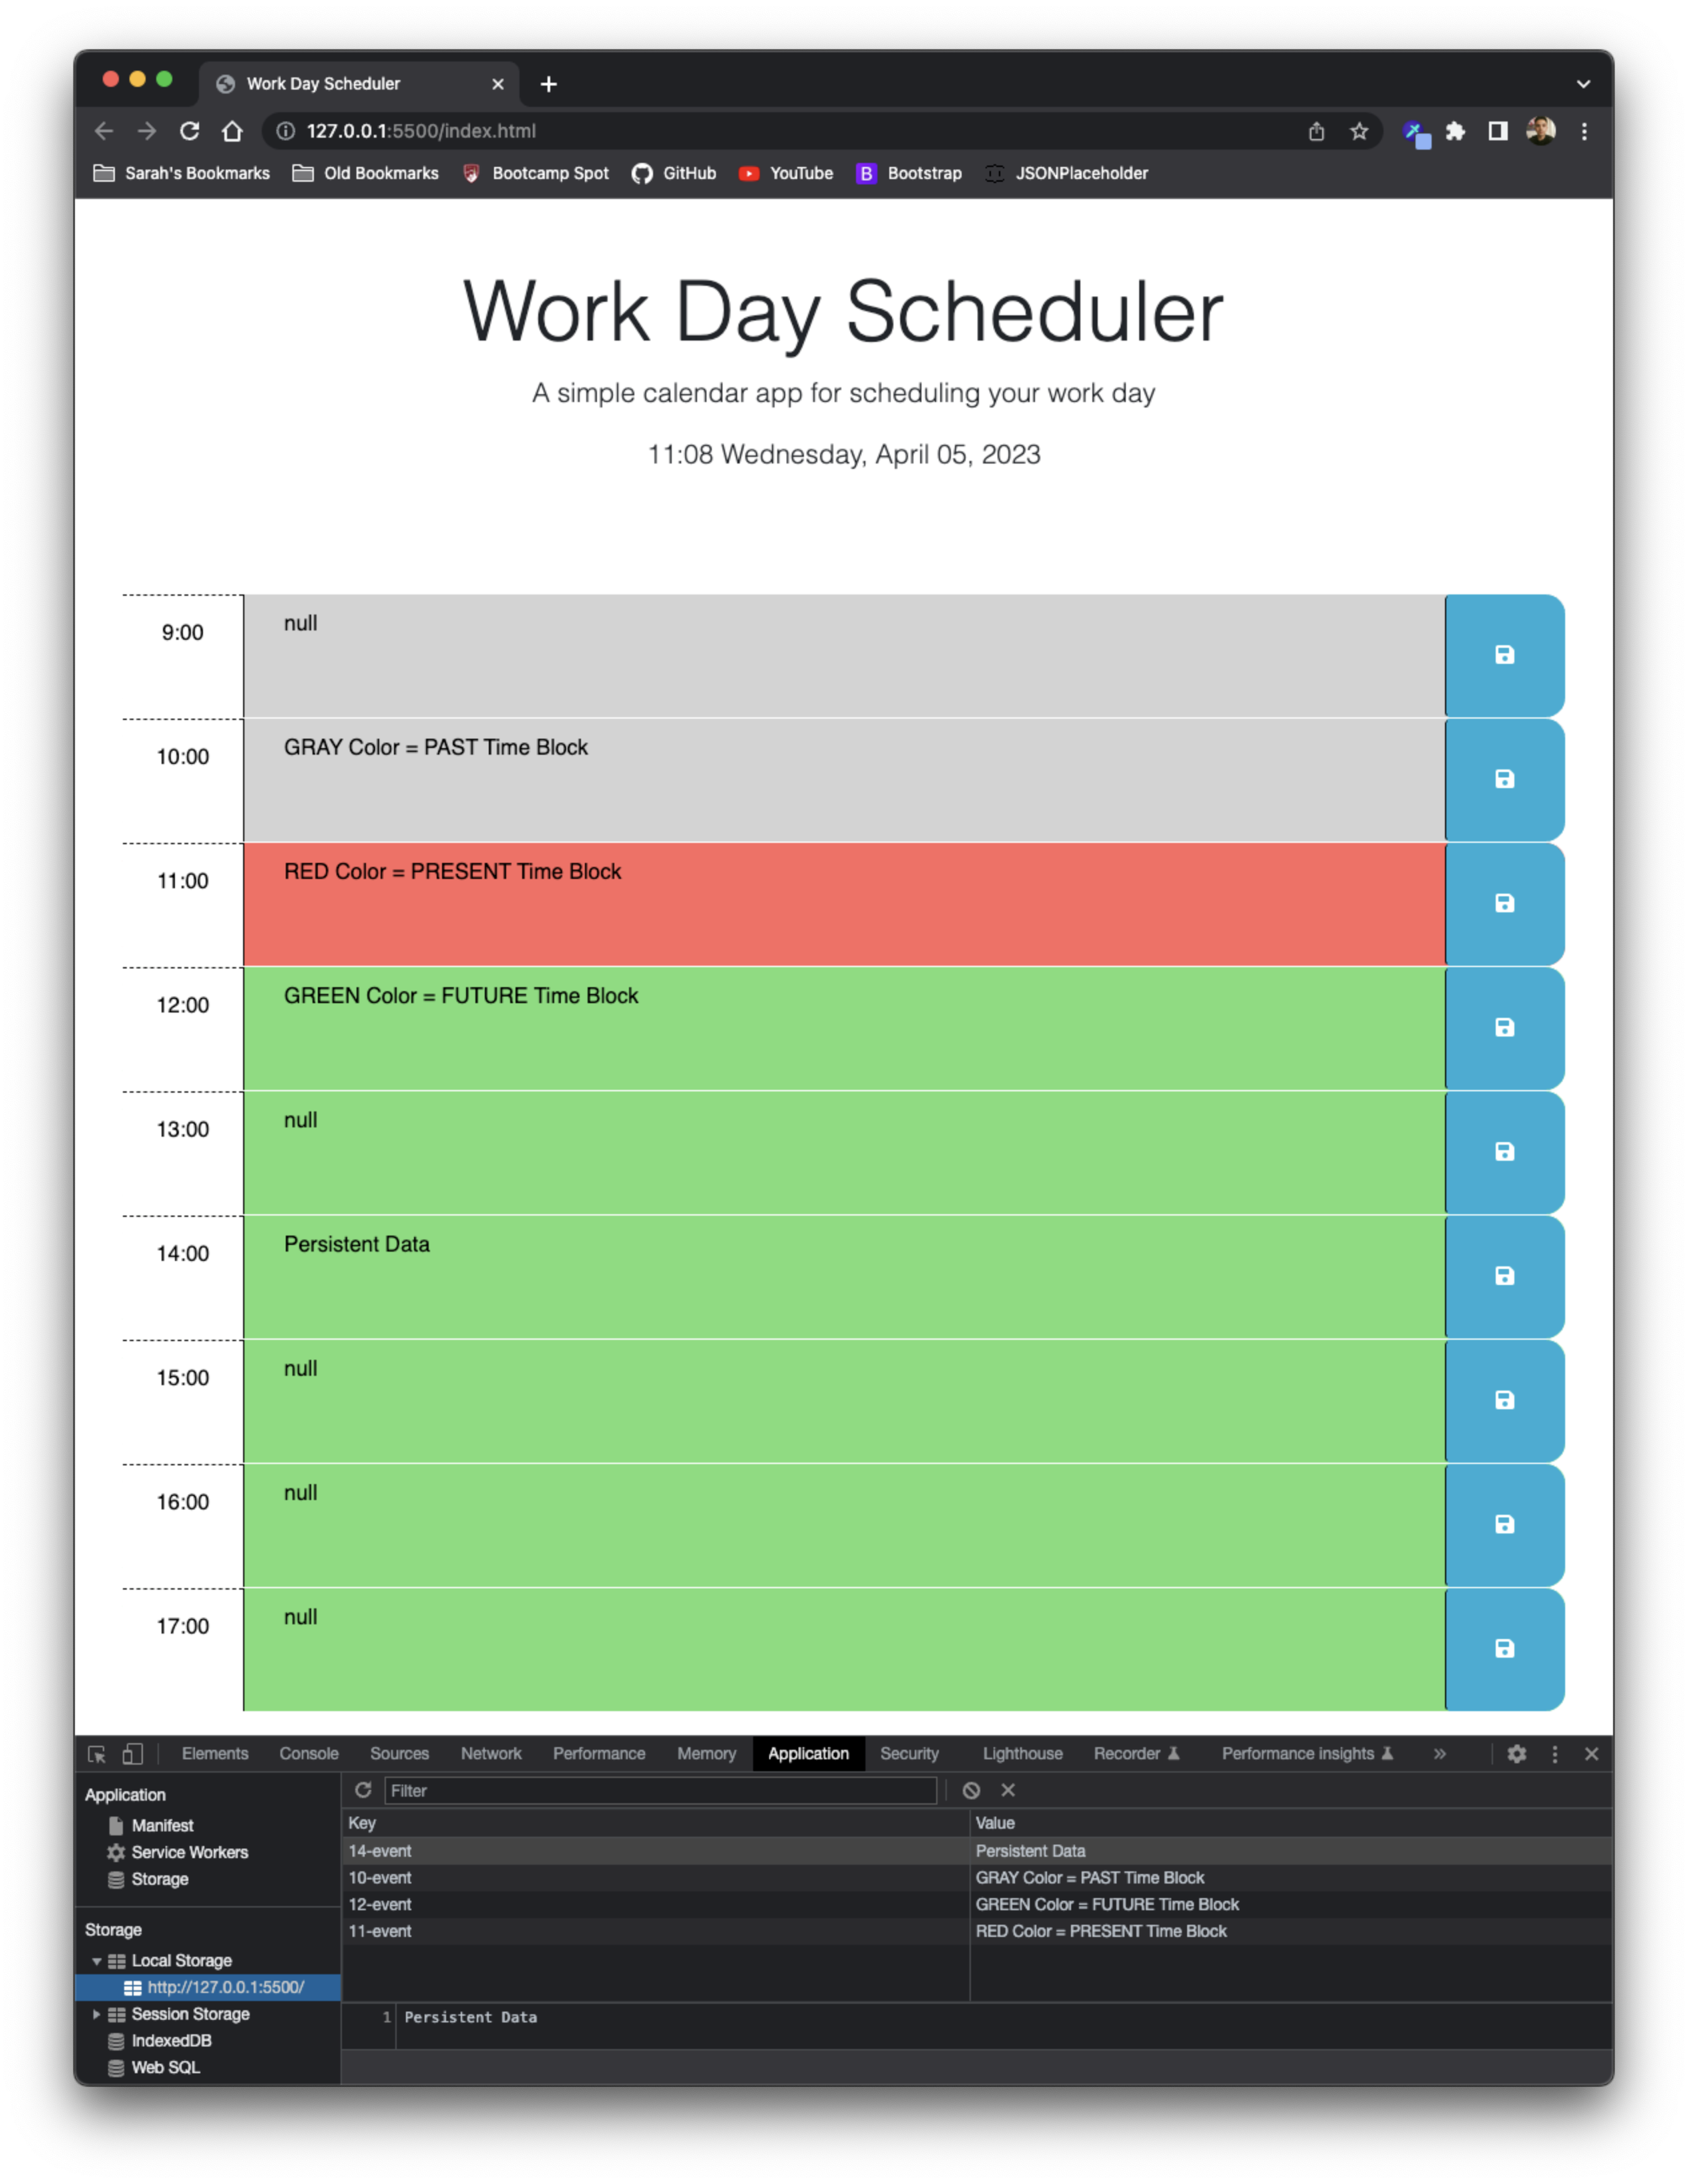 Work Day Scheduler
127.0.0.1:5500/index.html
Sarah's Bookmarks Old Bookmarks Bootcamp Spot GitHub YouTube B Bootstrap JSONPlaceholder
Work Day Scheduler
A simple calendar app for scheduling your work day
11:08 Wednesday, April 05, 2023
9:00 null
10:00 GRAY Color = PAST Time Block
11:00 RED Color = PRESENT Time Block
12:00 GREEN Color = FUTURE Time Block
13:00 null
14:00 Persistent Data
15:00 null
16:00 null
17:00 null
Elements Console Sources Network Performance Memory Application Security Lighthouse Recorder Performance insights
Application
Manifest
Service Workers
Storage
Storage
Local Storage
http://127.0.0.1:5500/
Session Storage
IndexedDB
Web SQL
Filter
Key Value
14-event Persistent Data
10-event GRAY Color = PAST Time Block
12-event GREEN Color = FUTURE Time Block
11-event RED Color = PRESENT Time Block
1 Persistent Data